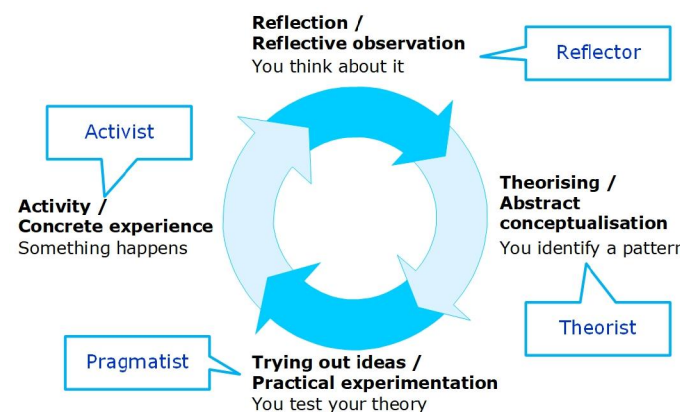 Reflection /
Reflective observation
You think about it
Reflector
Activist
Activity /
Concrete experience
Something happens
Theorising /
Abstract
conceptualisation
You identify a pattern
Theorist
Pragmatist
Trying out ideas /
Practical experimentation
You test your theory